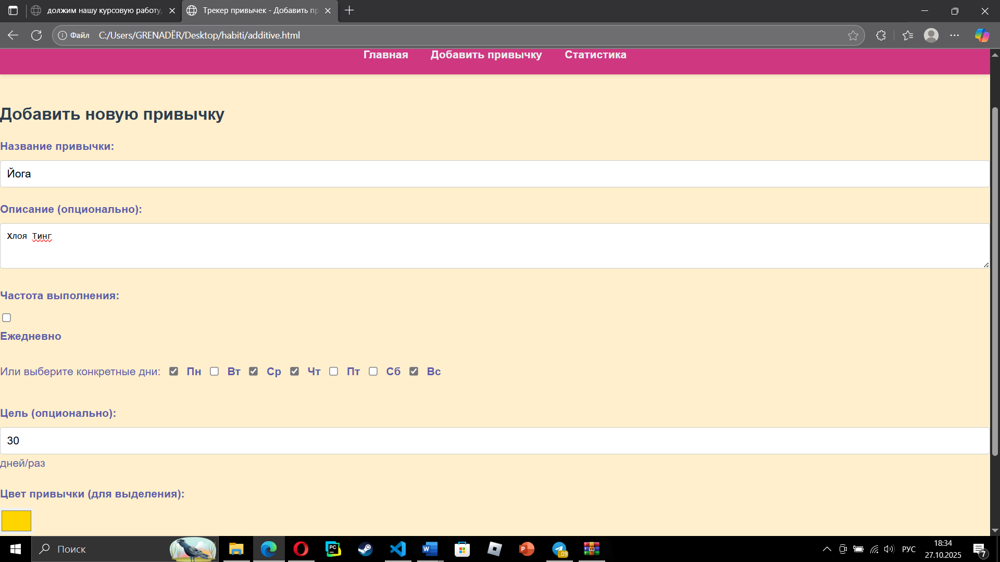 должим нашу курсовую работу,
Трекер привычек - Добавить пр
Файл
C:/Users/GRENADËR/Desktop/habiti/additive.html
Главная Добавить привычку Статистика
Добавить новую привычку
Название привычки:
Йога
Описание (опционально):
Хлоя Тинг
Частота выполнения:
Ежедневно
Или выберите конкретные дни: Пн Вт Ср Чт Пт Сб Вс
Цель (опционально):
30
дней/раз
Цвет привычки (для выделения):
Поиск
РУС
18:34
27.10.2025
7